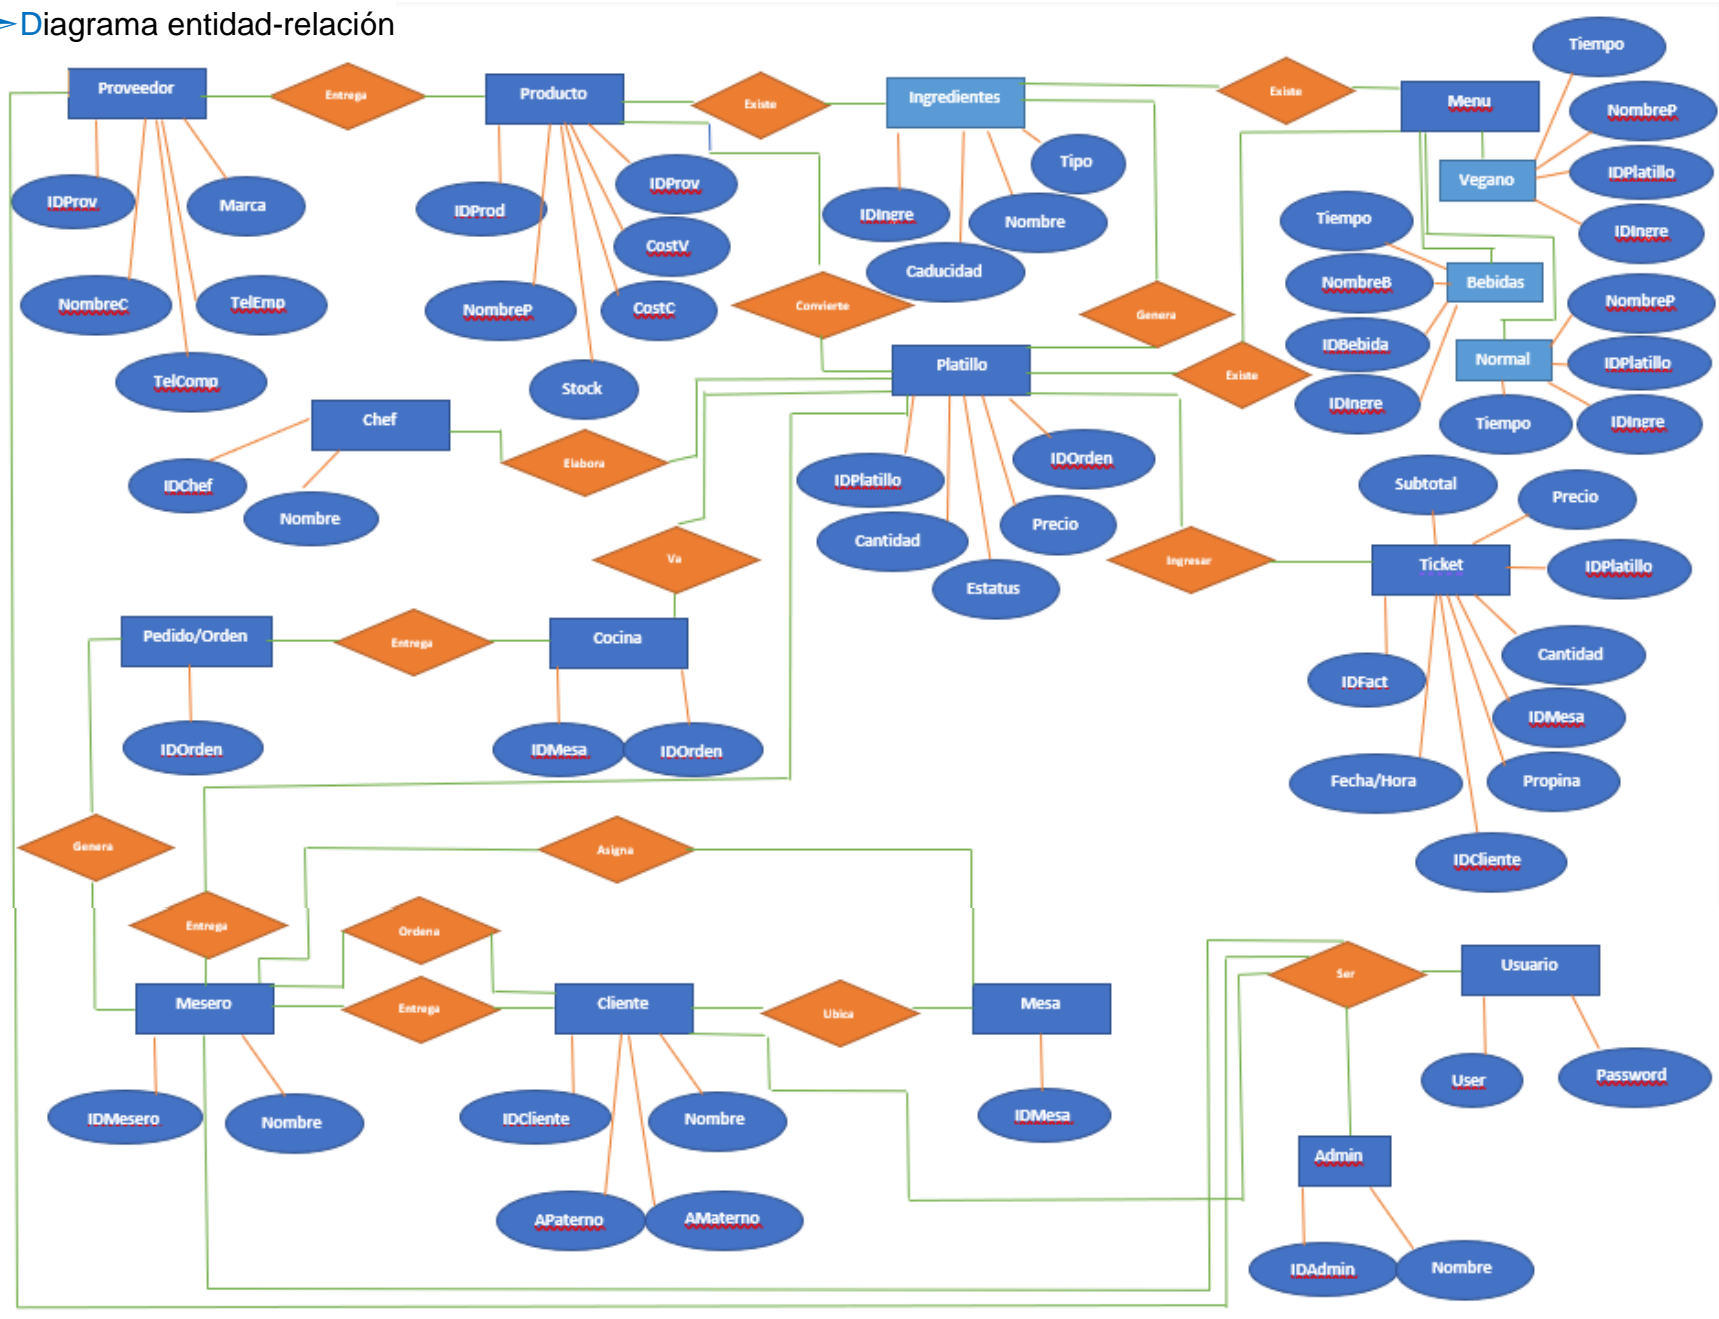 Diagrama entidad-relación
Proveedor
Entrega
Producto
Existe
Ingredientes
Existe
Menu
Tiempo
NombreP
IDPlatillo
IDIngre
Vegano
IDProv
Marca
NombreC
TelEmp
TelComp
IDProd
IDProv
CostV
CostC
NombreP
Stock
IDIngre
Tipo
Nombre
Caducidad
Tiempo
NombreB
IDBebida
IDIngre
Bebidas
NombreP
IDPlatillo
IDIngre
Tiempo
Normal
Convierte
Genera
Platillo
Existe
Chef
Elabora
IDChef
Nombre
IDPlatillo
IDOrden
Cantidad
Precio
Estatus
Va
Ingresar
Subtotal
Precio
Ticket
IDPlatillo
Cantidad
IDFact
IDMesa
Fecha/Hora
Propina
IDCliente
Pedido/Orden
Entrega
Cocina
IDOrden
IDMesa
IDOrden
Genera
Asigna
Entrega
Ordena
Mesero
Entrega
Cliente
Ubica
Mesa
Ser
Usuario
IDMesero
Nombre
IDCliente
Nombre
APaterno
AMaterno
IDMesa
User
Password
Admin
IDAdmin
Nombre